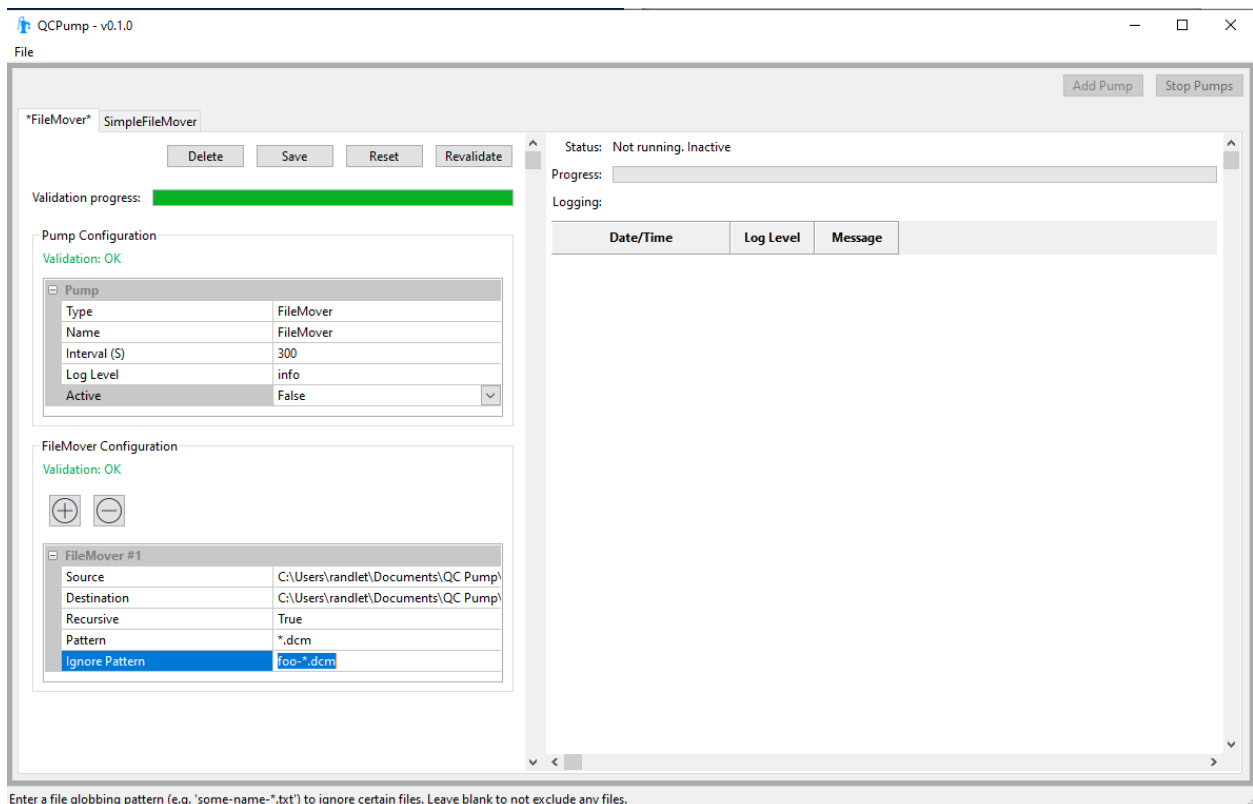 QCPump - v0.1.0
File
Add Pump Stop Pumps
*FileMover* SimpleFileMover
Delete Save Reset Revalidate
Validation progress:
Pump Configuration
Validation: OK
Pump
Type FileMover
Name FileMover
Interval (S) 300
Log Level info
Active False
FileMover Configuration
Validation: OK
FileMover #1
Source C:\Users\randlet\Documents\QC Pump\
Destination C:\Users\randlet\Documents\QC Pump\
Recursive True
Pattern *.dcm
Ignore Pattern foo-*.dcm
Status: Not running. Inactive
Progress:
Logging:
Date/Time Log Level Message
Enter a file globbing pattern (e.g. 'some-name-*.txt') to ignore certain files. Leave blank to not exclude any files.